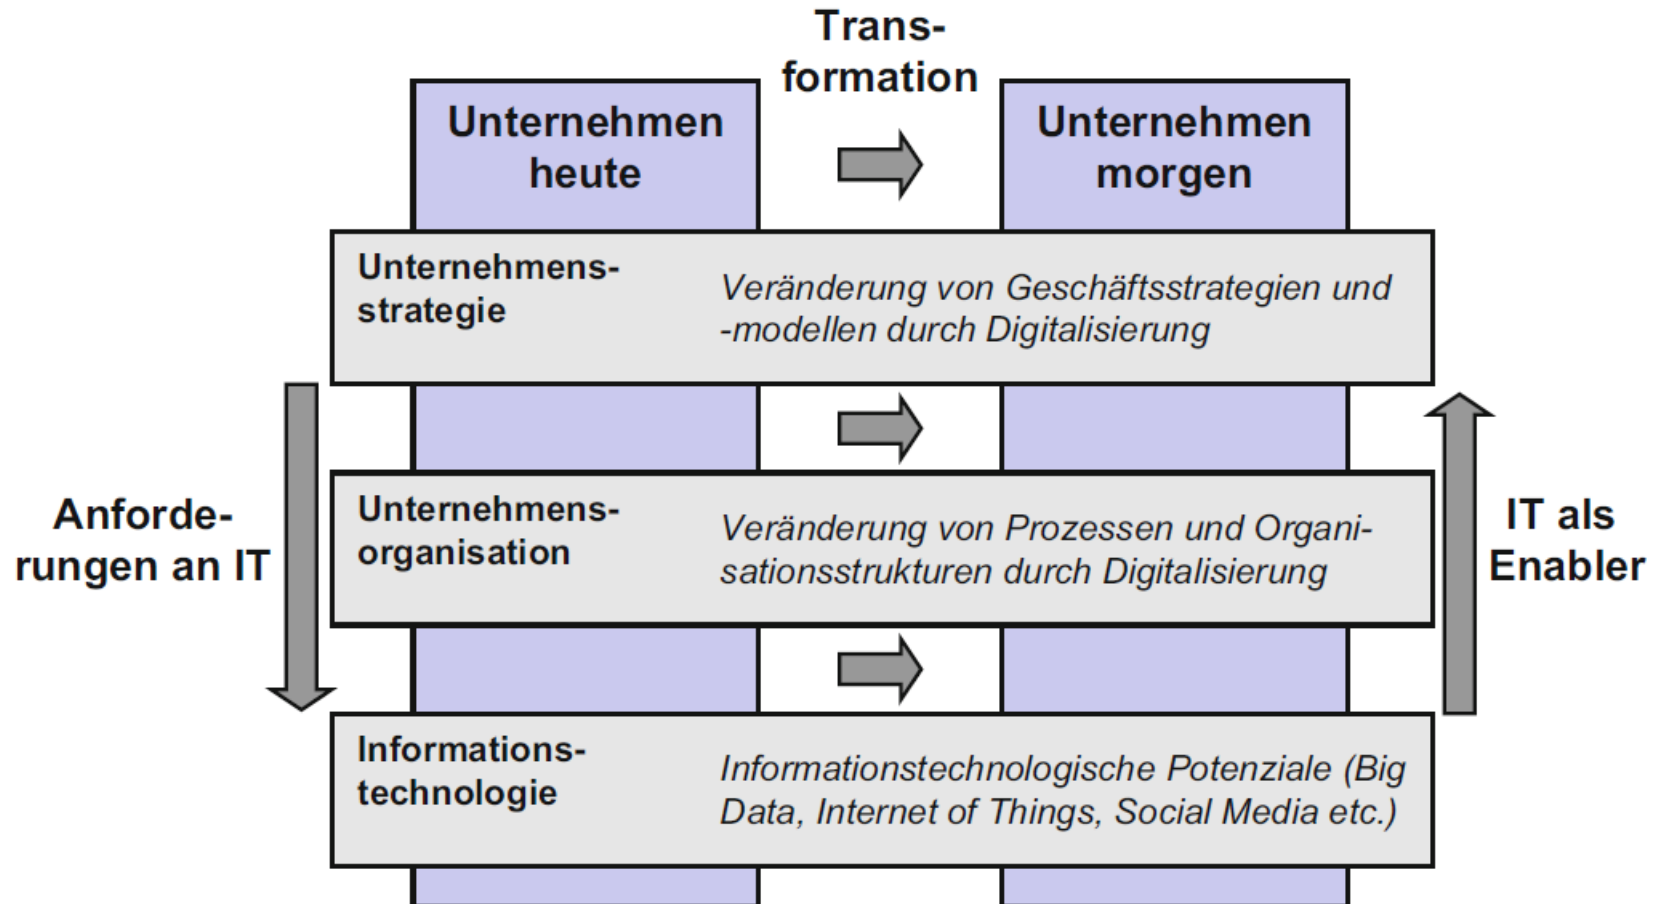 Trans-
formation
Unternehmen
heute
Unternehmen
morgen
Unternehmens-
strategie
Veränderung von Geschäftsstrategien und
-modellen durch Digitalisierung
Anforde-
rungen an IT
Unternehmens-
organisation
Veränderung von Prozessen und Organi-
sationsstrukturen durch Digitalisierung
IT als
Enabler
Informations-
technologie
Informationstechnologische Potenziale (Big
Data, Internet of Things, Social Media etc.)